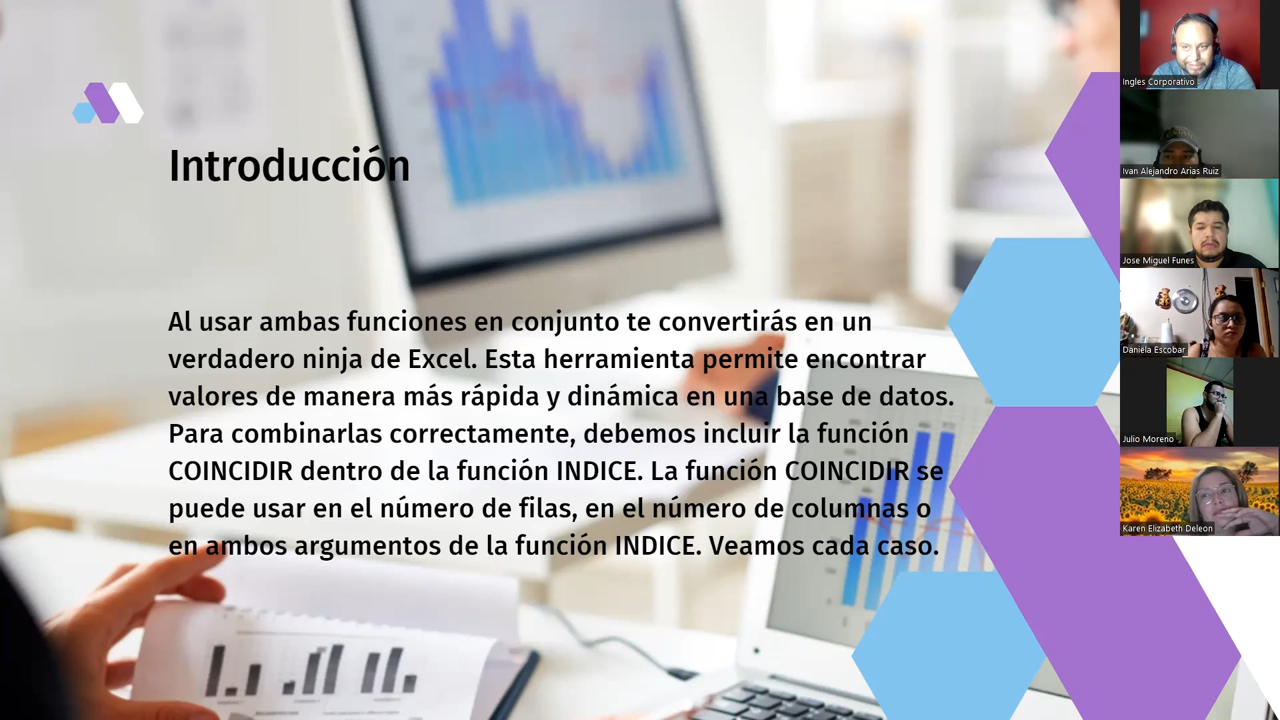 Introducción
Al usar ambas funciones en conjunto te convertirás en un
verdadero ninja de Excel. Esta herramienta permite encontrar
valores de manera más rápida y dinámica en una base de datos.
Para combinarlas correctamente, debemos incluir la función
COINCIDIR dentro de la función INDICE. La función COINCIDIR se
puede usar en el número de filas, en el número de columnas o
en ambos argumentos de la función INDICE. Veamos cada caso.
Ingles Corporativo
Ivan Alejandro Arias Ruiz
Jose Miguel Funes
Daniela Escobar
Julio Moreno
Karen Elizabeth Deleon